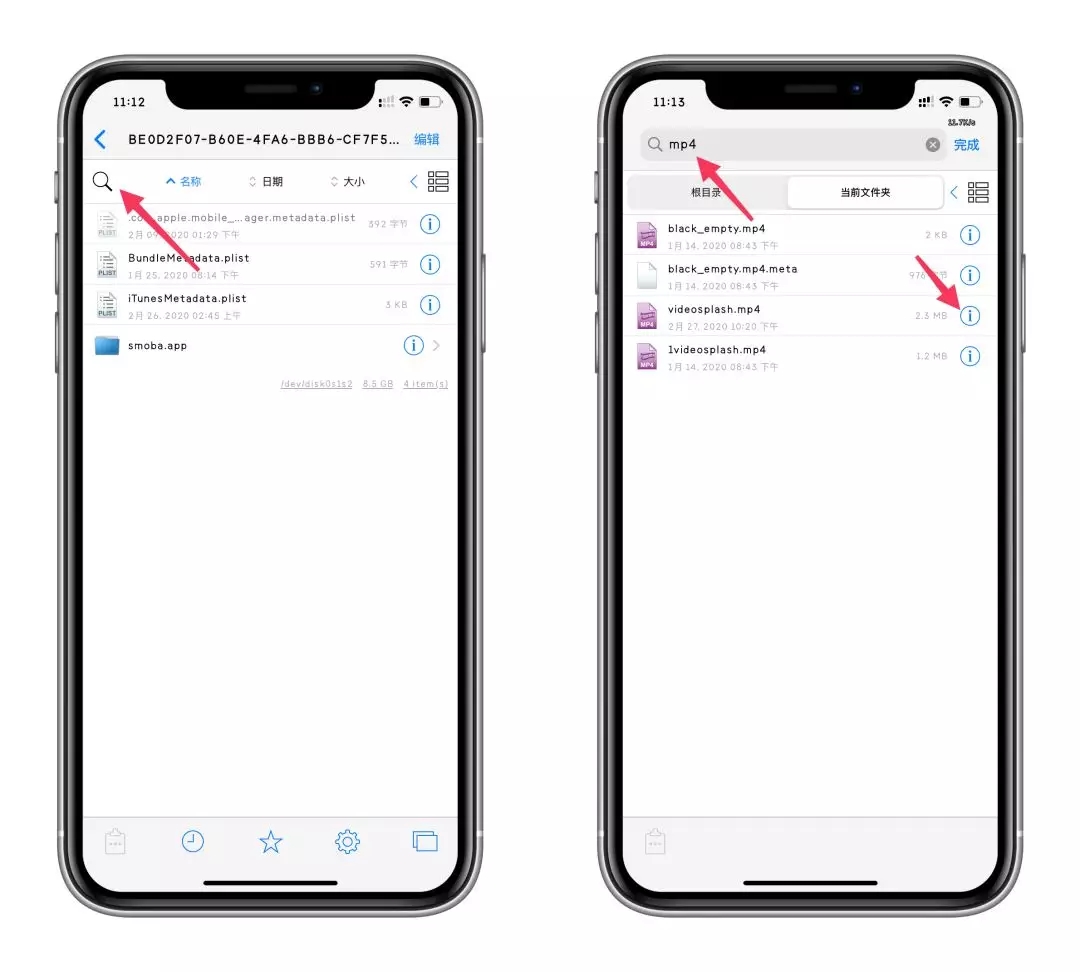 11:12
BE0D2F07-B60E-4FA6-BBB6-CF7F5...
编辑
名称
日期
大小
apple.mobile_...ager.metadata.plist
392 字节
2月 09, 2020 01:29 下午
PLIST
BundleMetadata.plist
591 字节
1月 25, 2020 08:14 下午
PLIST
iTunesMetadata.plist
3 KB
2月 26, 2020 02:45 上午
PLIST
smoba.app
/dev/disk0s1s2 8.5 GB 4 item(s)
11:13
11.7K/s
mp4
完成
根目录
当前文件夹
black_empty.mp4
2 KB
1月 14, 2020 08:43 下午
MP4
black_empty.mp4.meta
976 字节
1月 14, 2020 08:43 下午
videosplash.mp4
2.3 MB
2月 27, 2020 10:20 下午
MP4
1videosplash.mp4
1.2 MB
1月 14, 2020 08:43 下午
MP4